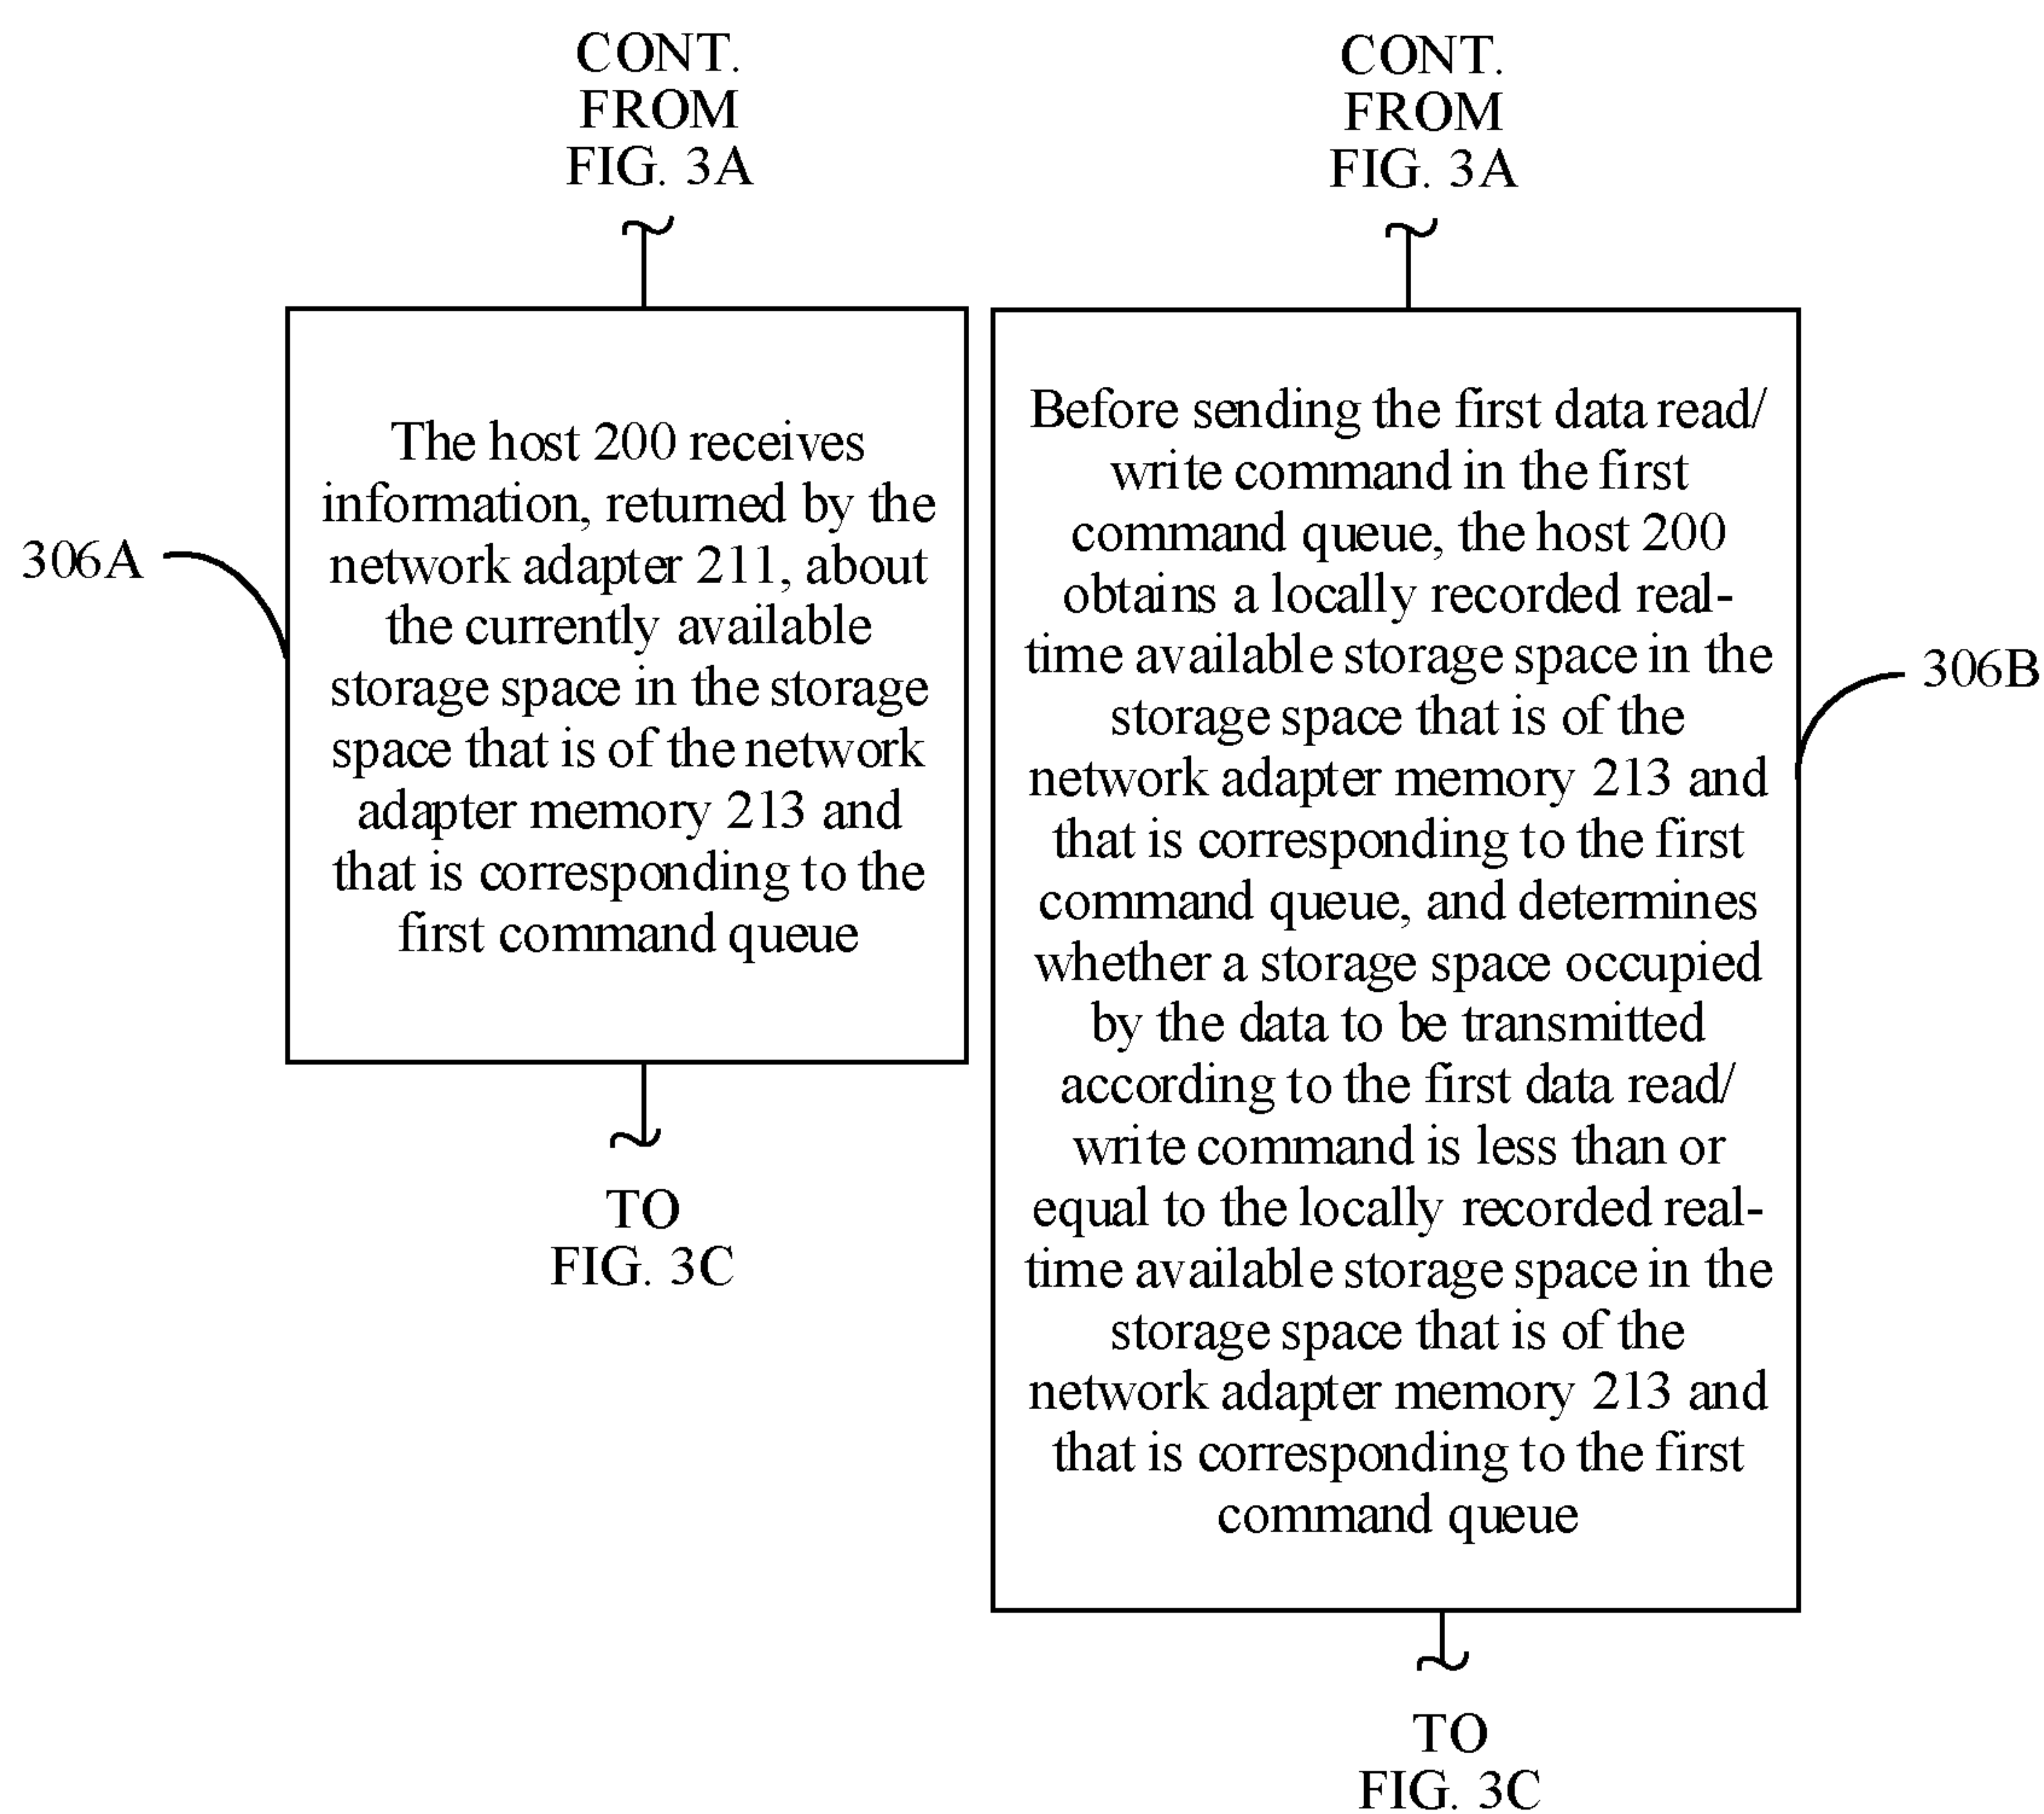 CONT.
FROM
FIG. 3A
306A
The host 200 receives
information, returned by the
network adapter 211, about
the currently available
storage space in the storage
space that is of the network
adapter memory 213 and
that is corresponding to the
first command queue
TO
FIG. 3C
CONT.
FROM
FIG. 3A
Before sending the first data read/
write command in the first
command queue, the host 200
obtains a locally recorded real-
time available storage space in the
storage space that is of the
network adapter memory 213 and
that is corresponding to the first
command queue, and determines
whether a storage space occupied
by the data to be transmitted
according to the first data read/
write command is less than or
equal to the locally recorded real-
time available storage space in the
storage space that is of the
network adapter memory 213 and
that is corresponding to the first
command queue
306B
TO
FIG. 3C